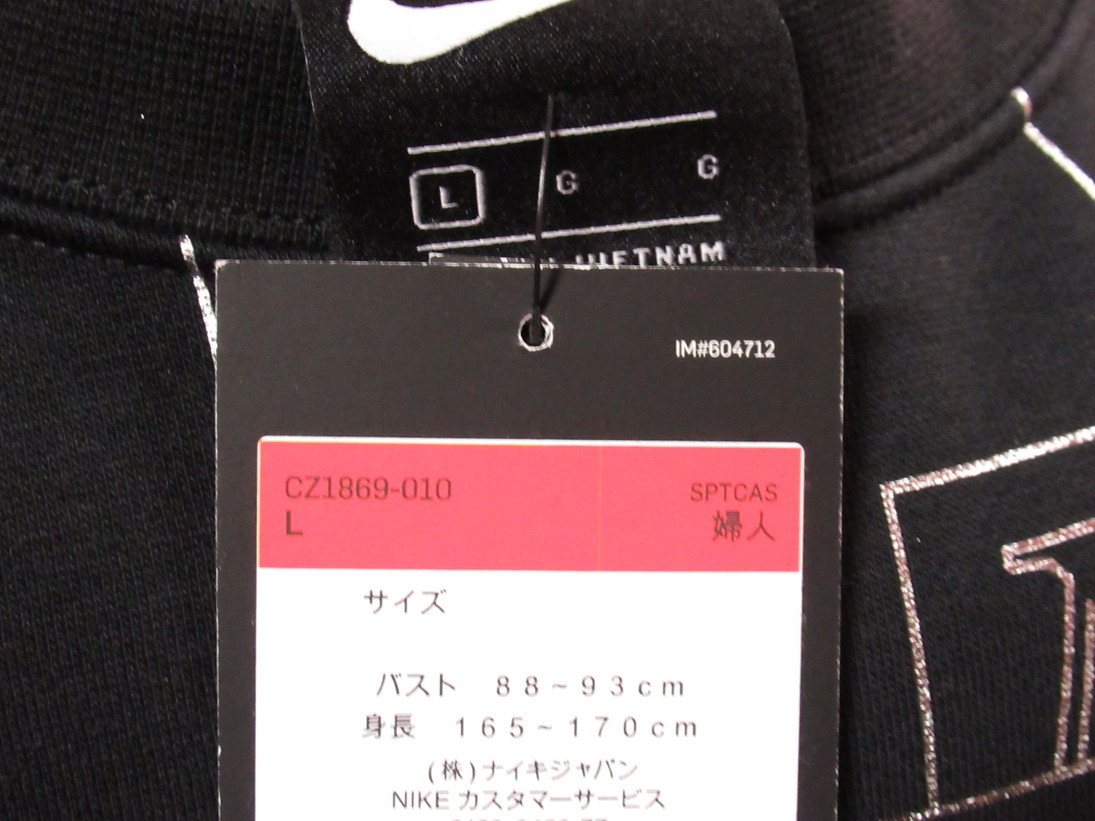 L G G
VIETNAM
IM#604712
CZ1869-010 SPTCAS
L 婦人
サイズ
バスト 88~93cm
身長 165~170cm
(株)ナイキジャパン
NIKE カスタマーサービス